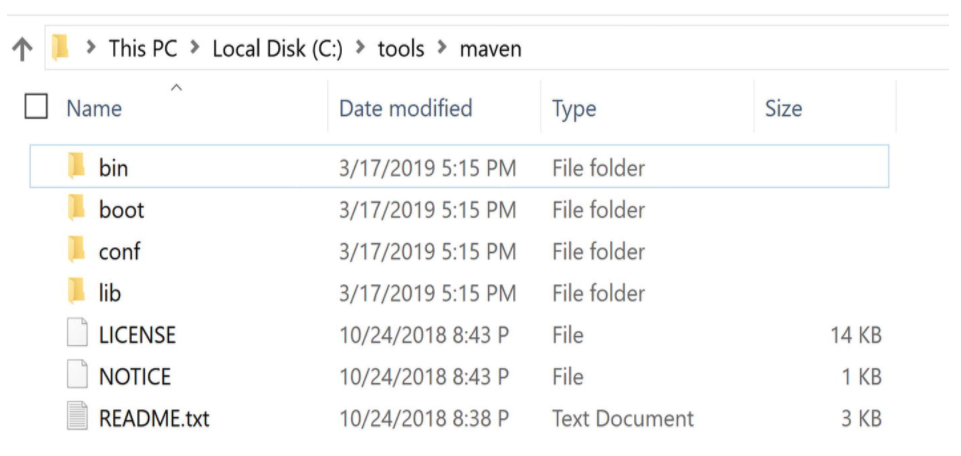 This PC > Local Disk (C:) > tools > maven
Name Date modified Type Size
bin 3/17/2019 5:15 PM File folder
boot 3/17/2019 5:15 PM File folder
conf 3/17/2019 5:15 PM File folder
lib 3/17/2019 5:15 PM File folder
LICENSE 10/24/2018 8:43 P File 14 KB
NOTICE 10/24/2018 8:43 P File 1 KB
README.txt 10/24/2018 8:38 P Text Document 3 KB